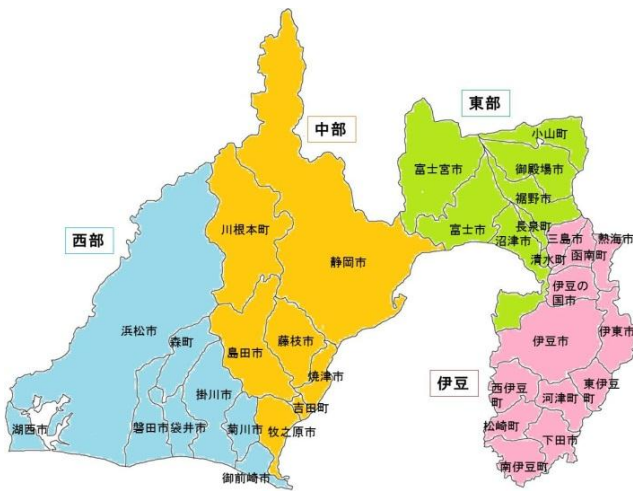 東部
小山町
中部
御殿場市
富士宮市
裾野市
長泉町
富士市
川根本町
沼津市
三島市
熱海市
西部
静岡市
清水町
函南町
伊豆の
国市
浜松市
森町
島田市
藤枝市
伊豆市
伊東市
焼津市
掛川市
伊豆
西伊豆
町
東伊豆
町
河津町
吉田町
湖西市
磐田市
袋井市
菊川市
牧之原市
松崎町
下田市
南伊豆町
御前崎市